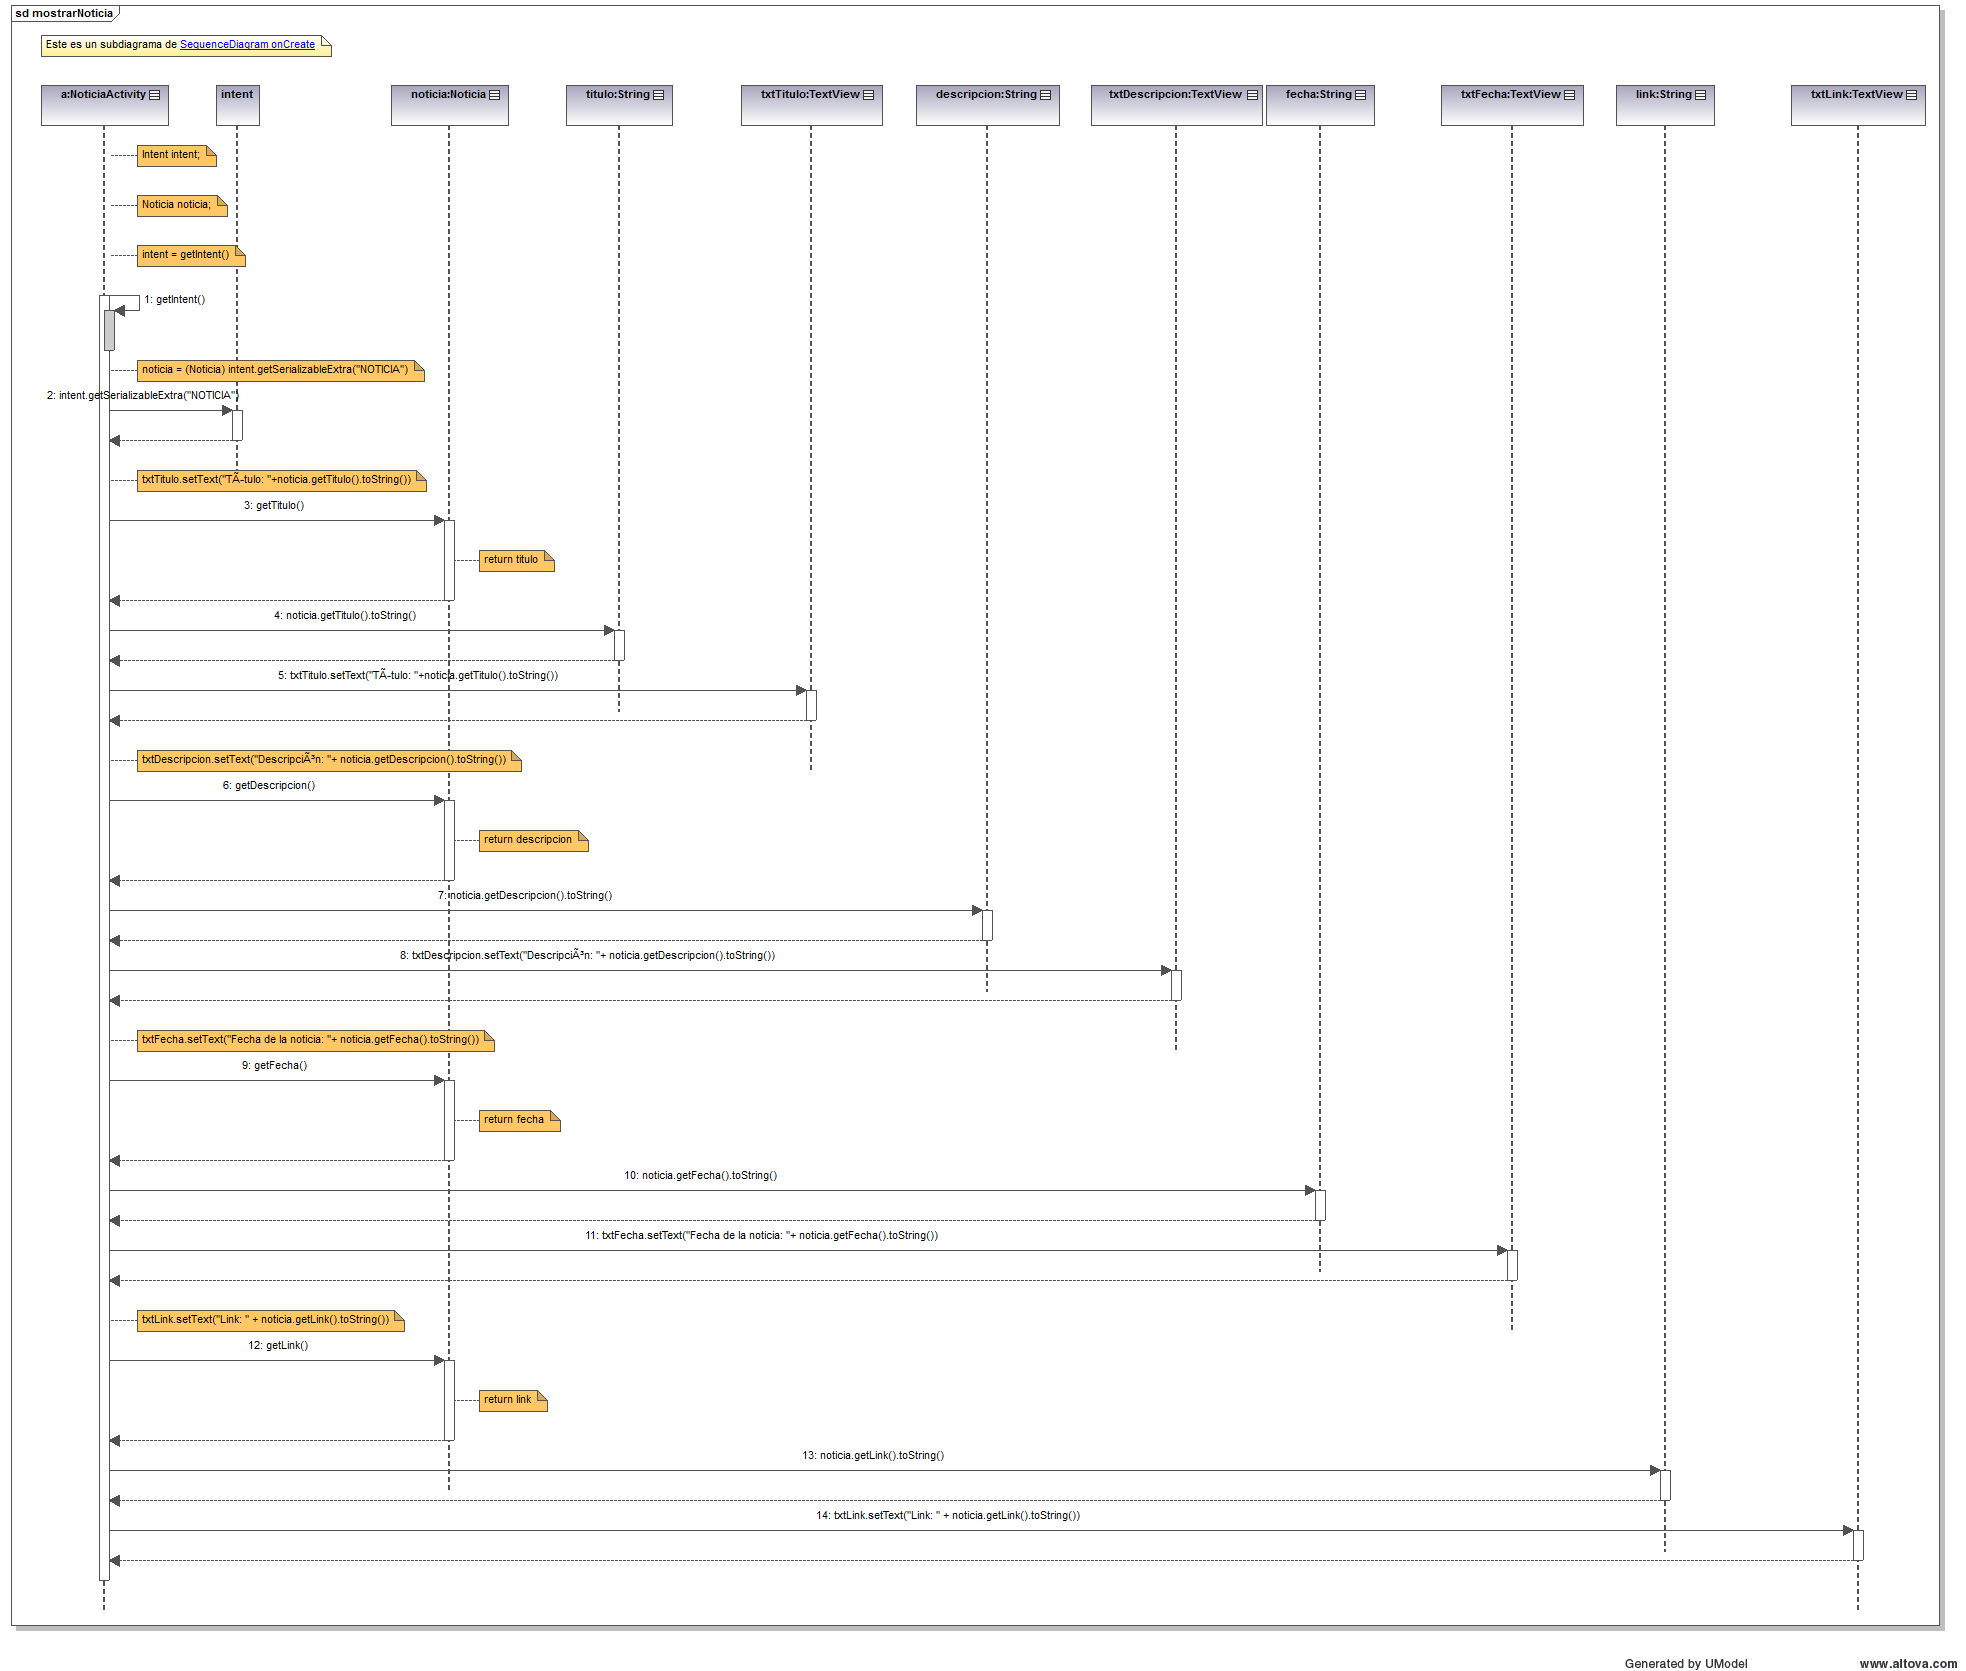 sd mostrarNoticia
Este es un subdiagrama de SequenceDiagram onCreate
a:NoticiaActivity
intent
noticia:Noticia
titulo:String
txtTitulo:TextView
descripcion:String
txtDescripcion:TextView
fecha:String
txtFecha:TextView
link:String
txtLink:TextView
Intent intent;
Noticia noticia;
intent = getIntent()
1: getIntent()
noticia = (Noticia) intent.getSerializableExtra("NOTICIA")
2: intent.getSerializableExtra("NOTICIA")
txtTitulo.setText("TÃ-tulo: "+noticia.getTitulo().toString())
3: getTitulo()
return titulo
4: noticia.getTitulo().toString()
5: txtTitulo.setText("TÃ-tulo: "+noticia.getTitulo().toString())
txtDescripcion.setText("DescripciÃ³n: "+ noticia.getDescripcion().toString())
6: getDescripcion()
return descripcion
7: noticia.getDescripcion().toString()
8: txtDescripcion.setText("DescripciÃ³n: "+ noticia.getDescripcion().toString())
txtFecha.setText("Fecha de la noticia: "+ noticia.getFecha().toString())
9: getFecha()
return fecha
10: noticia.getFecha().toString()
11: txtFecha.setText("Fecha de la noticia: "+ noticia.getFecha().toString())
txtLink.setText("Link: " + noticia.getLink().toString())
12: getLink()
return link
13: noticia.getLink().toString()
14: txtLink.setText("Link: " + noticia.getLink().toString())
Generated by UModel
www.altova.com